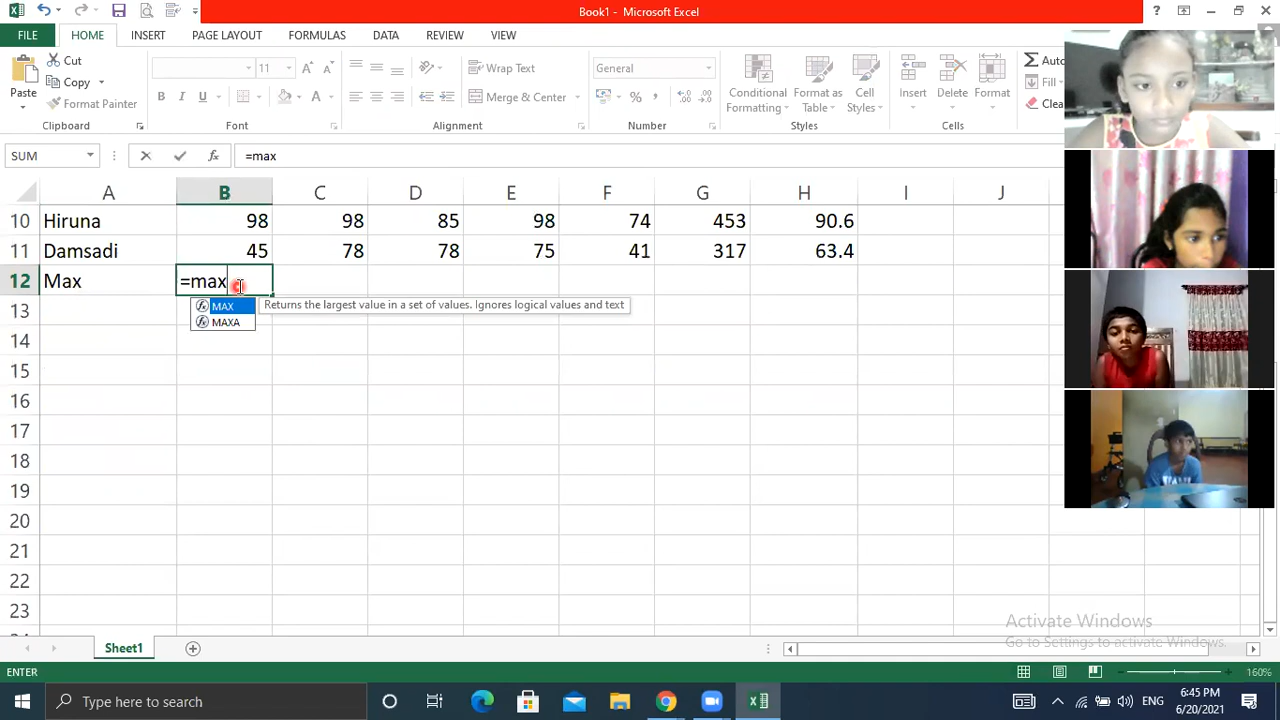 Book1 - Microsoft Excel
FILE HOME INSERT PAGE LAYOUT FORMULAS DATA REVIEW VIEW
Paste
Cut
Copy
Format Painter
Clipboard
11
B I U
Font
Wrap Text
Merge & Center
Alignment
General
Number
Conditional Formatting
Format as Table
Cell Styles
Styles
Insert
Delete
Format
Cells
Auto
Fill
Clea
SUM
=max
A B C D E F G H I J
10 Hiruna 98 98 85 98 74 453 90.6
11 Damsadi 45 78 78 75 41 317 63.4
12 Max =max
13
MAX Returns the largest value in a set of values. Ignores logical values and text
MAXA
14
15
16
17
18
19
20
21
22
23
Activate Windows
Go to Settings to activate Windows.
Sheet1
ENTER
160%
Type here to search
ENG
6:45 PM
6/20/2021